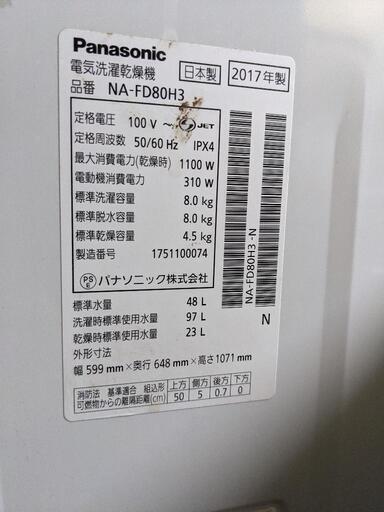 Panasonic
電気洗濯乾燥機 日本製 2017年製
品番 NA-FD80H3
定格電圧 100 V～ JET
定格周波数 50/60 Hz IPX4
最大消費電力(乾燥時) 1100 W
電動機消費電力 310 W
標準洗濯容量 8.0 kg
標準脱水容量 8.0 kg
標準乾燥容量 4.5 kg
製造番号 1751100074
PSE パナソニック株式会社
NA-FD80H3-N
N
標準水量 48 L
洗濯時標準使用水量 97 L
乾燥時標準使用水量 23 L
外形寸法
幅 599 mm×奥行 648 mm×高さ 1071 mm
消防法 基準適合 組込形 上方 側方 後方 下方
可燃物からの離隔距離(cm) 50 5 0.7 0